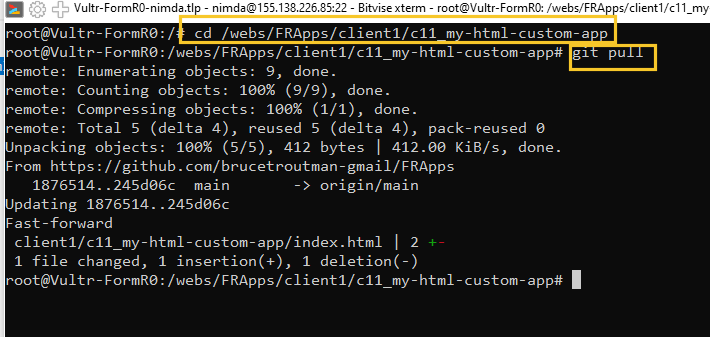 Vultr-FormR0-nimda.tlp - nimda@155.138.226.85:22 - Bitvise xterm - root@Vultr-FormR0: /webs/FRApps/client1/c11_my
root@Vultr-FormR0:/# cd /webs/FRApps/client1/c11_my-html-custom-app
root@Vultr-FormR0:/webs/FRApps/client1/c11_my-html-custom-app# git pull
remote: Enumerating objects: 9, done.
remote: Counting objects: 100% (9/9), done.
remote: Compressing objects: 100% (1/1), done.
remote: Total 5 (delta 4), reused 5 (delta 4), pack-reused 0
Unpacking objects: 100% (5/5), 412 bytes | 412.00 KiB/s, done.
From https://github.com/brucetroutman-gmail/FRApps
   1876514..245d06c  main       -> origin/main
Updating 1876514..245d06c
Fast-forward
 client1/c11_my-html-custom-app/index.html | 2 +-
 1 file changed, 1 insertion(+), 1 deletion(-)
root@Vultr-FormR0:/webs/FRApps/client1/c11_my-html-custom-app#